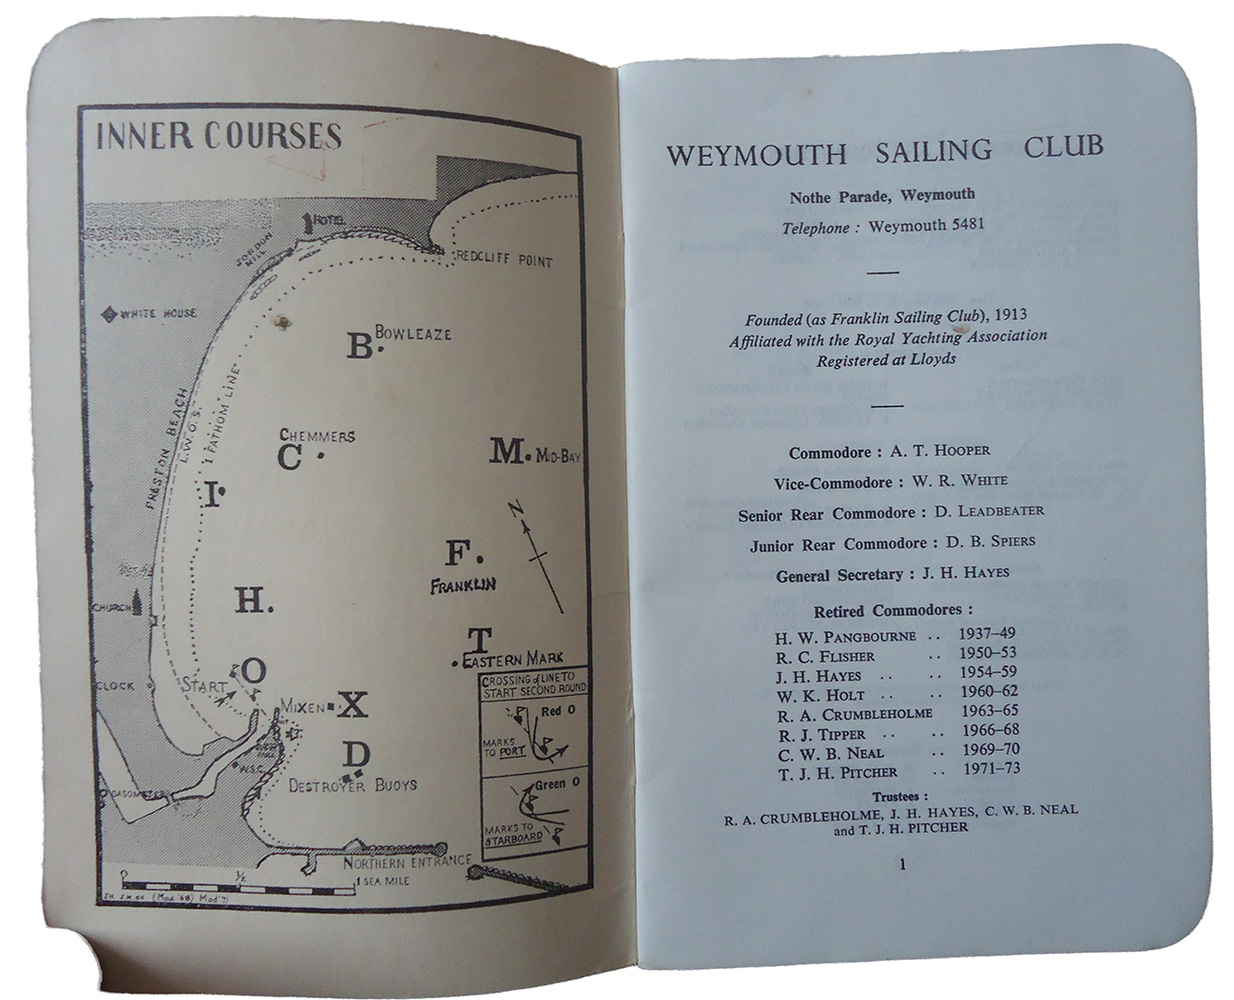 INNER COURSES
HOTEL
JORDON
HILL
REDCLIFF POINT
WHITE HOUSE
B. BOWLEAZE
PRESTON BEACH
L.W.O.S.
1 FATHOM LINE
CHEMMERS
C.
M. MID-BAY
I.
N
F.
FRANKLIN
H.
CHURCH
T
EASTERN MARK
O
CLOCK
START
MIXEN X
CROSSING of LINE TO
START SECOND ROUND
Red O
MARKS
TO PORT
D
W.S.C.
DESTROYER BUOYS
GASOMETER
Green O
MARKS TO
STARBOARD
NORTHERN ENTRANCE
0 ½ 1 SEA MILE
(Mod '68) Mod '71
WEYMOUTH SAILING CLUB
Nothe Parade, Weymouth
Telephone : Weymouth 5481
Founded (as Franklin Sailing Club), 1913
Affiliated with the Royal Yachting Association
Registered at Lloyds
Commodore : A. T. HOOPER
Vice-Commodore : W. R. WHITE
Senior Rear Commodore : D. LEADBEATER
Junior Rear Commodore : D. B. SPIERS
General Secretary : J. H. HAYES
Retired Commodores :
H. W. PANGBOURNE .. 1937–49
R. C. FLISHER .. 1950–53
J. H. HAYES .. .. 1954–59
W. K. HOLT .. .. 1960–62
R. A. CRUMBLEHOLME 1963–65
R. J. TIPPER .. .. 1966–68
C. W. B. NEAL .. 1969–70
T. J. H. PITCHER .. 1971–73
Trustees :
R. A. CRUMBLEHOLME, J. H. HAYES, C. W. B. NEAL
and T. J. H. PITCHER
1